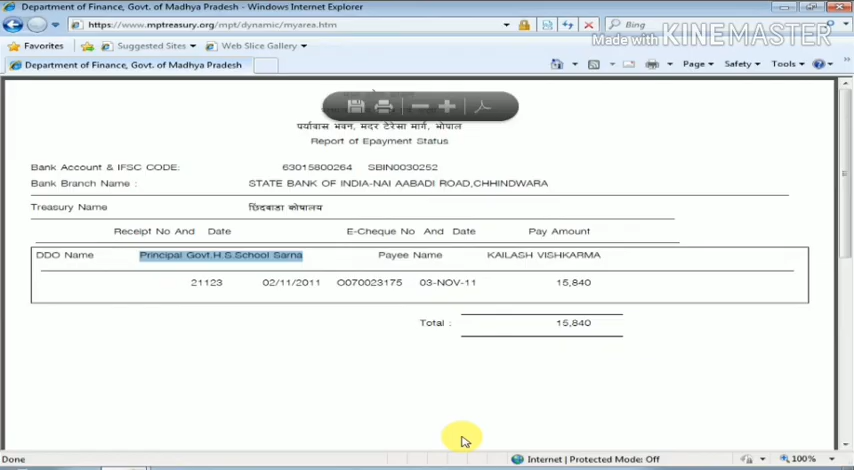 Department of Finance, Govt. of Madhya Pradesh - Windows Internet Explorer
https://www.mptreasury.org/mpt/dynamic/myarea.htm
Bing
Made with KINEMASTER
Favorites Suggested Sites Web Slice Gallery
Department of Finance, Govt. of Madhya Pradesh
Page Safety Tools
पर्यावास भवन, मदर टेरेसा मार्ग, भोपाल
Report of Epayment Status
Bank Account & IFSC CODE: 63015800264 SBIN0030252
Bank Branch Name : STATE BANK OF INDIA-NAI AABADI ROAD,CHHINDWARA
Treasury Name छिंदवाडा कोषालय
Receipt No And Date E-Cheque No And Date Pay Amount
DDO Name Principal Govt.H.S.School Sarna Payee Name KAILASH VISHKARMA
21123 02/11/2011 O070023175 03-NOV-11 15,840
Total : 15,840
Done Internet | Protected Mode: Off 100%